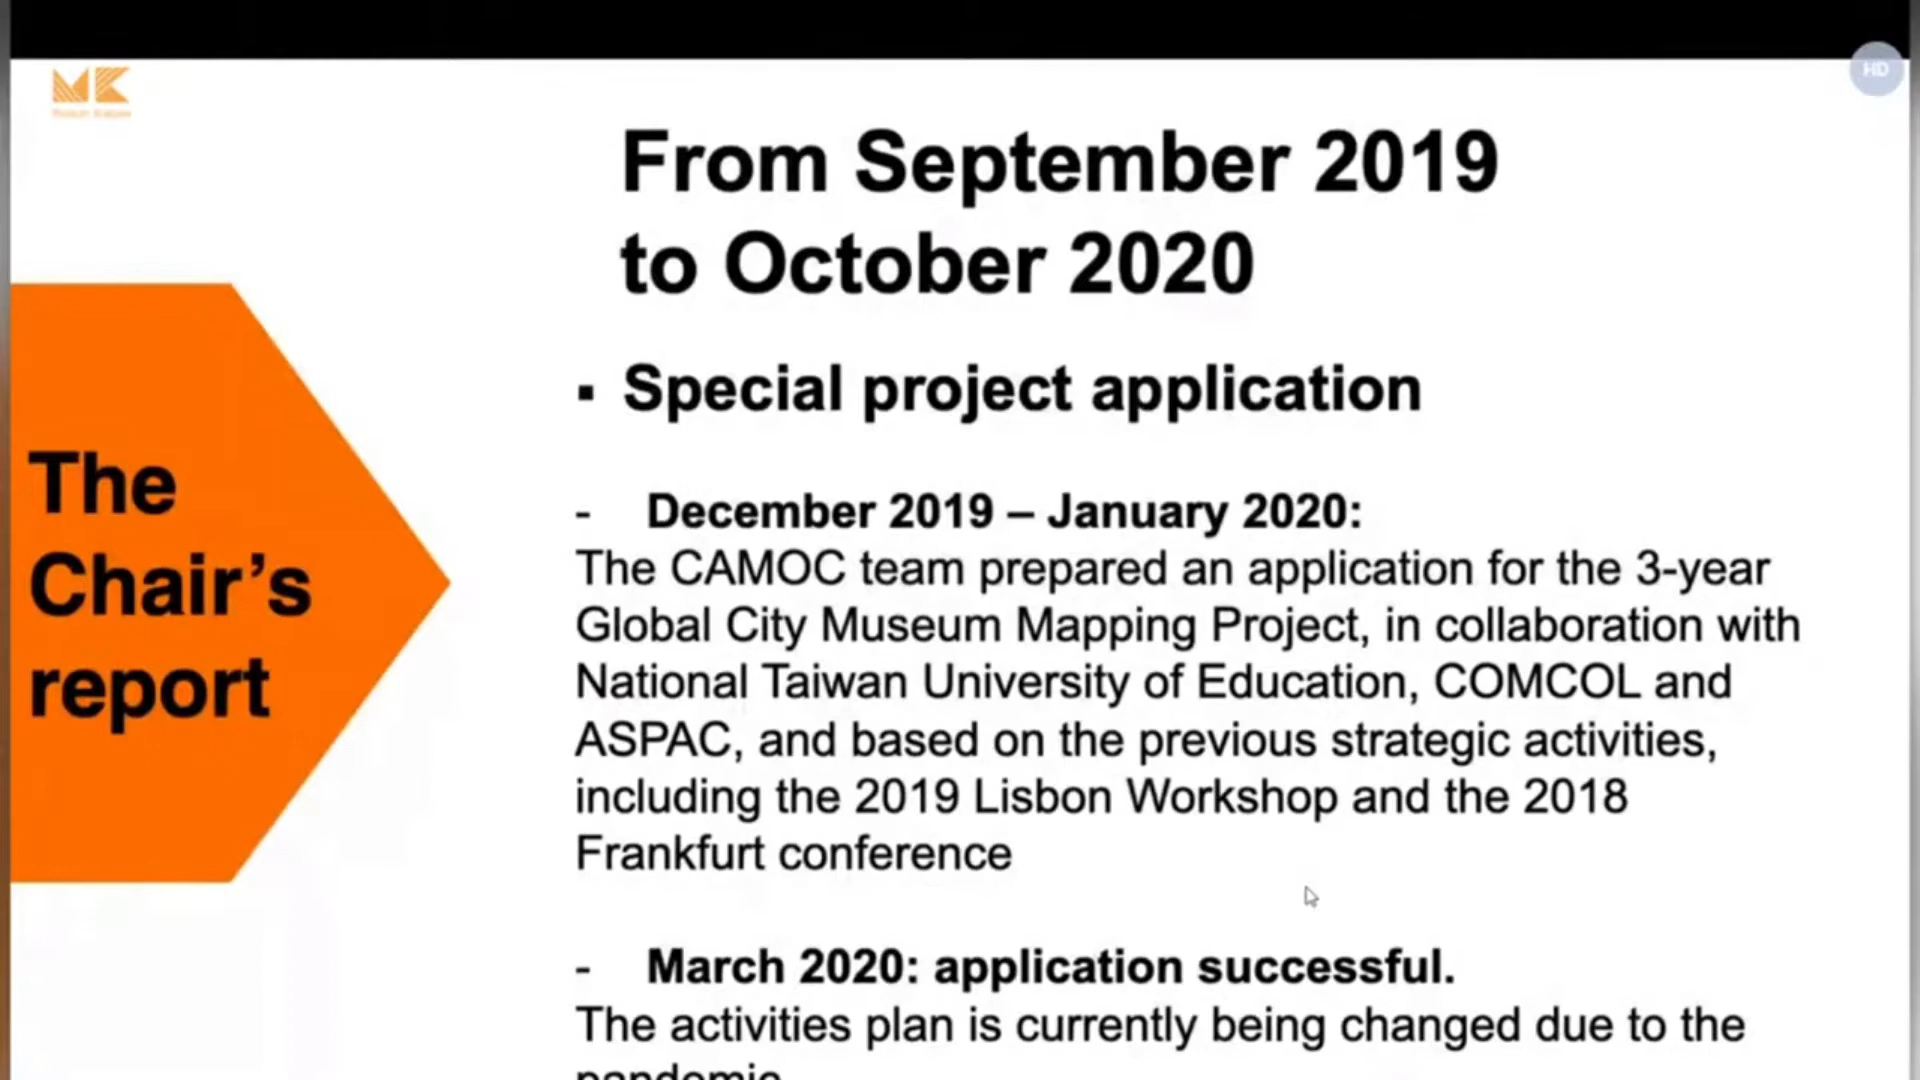 MK
HD
From September 2019
to October 2020
▪ Special project application
The
Chair’s
report
- December 2019 – January 2020:
The CAMOC team prepared an application for the 3-year
Global City Museum Mapping Project, in collaboration with
National Taiwan University of Education, COMCOL and
ASPAC, and based on the previous strategic activities,
including the 2019 Lisbon Workshop and the 2018
Frankfurt conference
- March 2020: application successful.
The activities plan is currently being changed due to the
pandemic